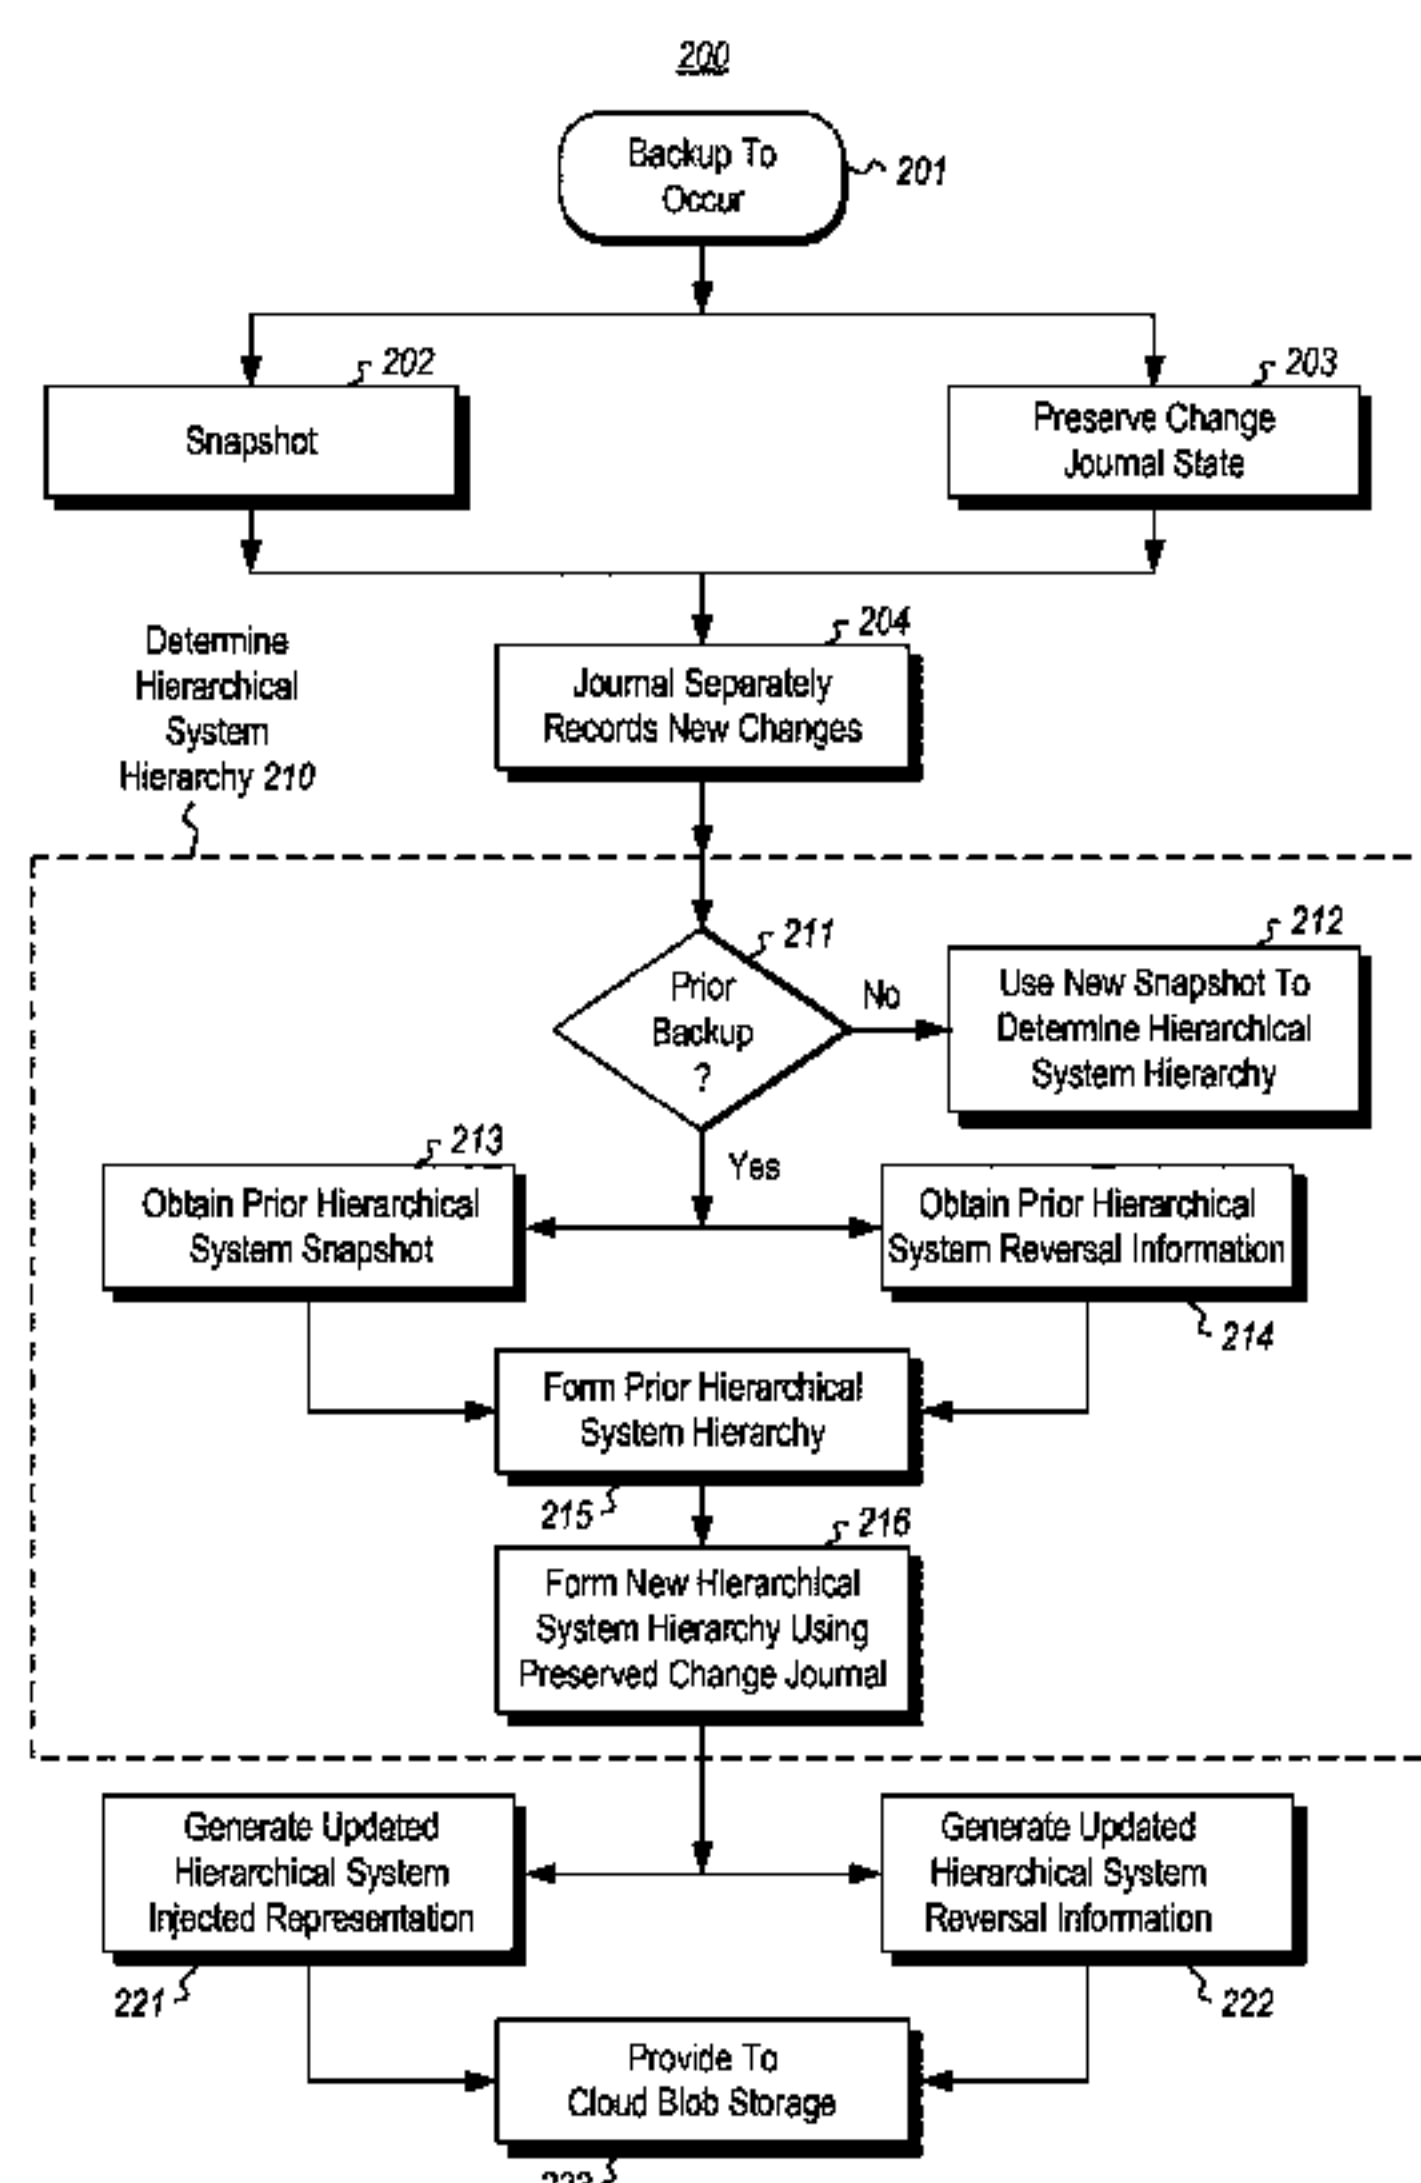 200
Backup To
Occur
201
202
Snapshot
203
Preserve Change
Journal State
204
Journal Separately
Records New Changes
Determine
Hierarchical
System
Hierarchy 210
211
Prior
Backup
?
No
Yes
212
Use New Snapshot To
Determine Hierarchical
System Hierarchy
213
Obtain Prior Hierarchical
System Snapshot
Obtain Prior Hierarchical
System Reversal Information
214
Form Prior Hierarchical
System Hierarchy
215
216
Form New Hierarchical
System Hierarchy Using
Preserved Change Journal
Generate Updated
Hierarchical System
Injected Representation
221
Generate Updated
Hierarchical System
Reversal Information
222
Provide To
Cloud Blob Storage